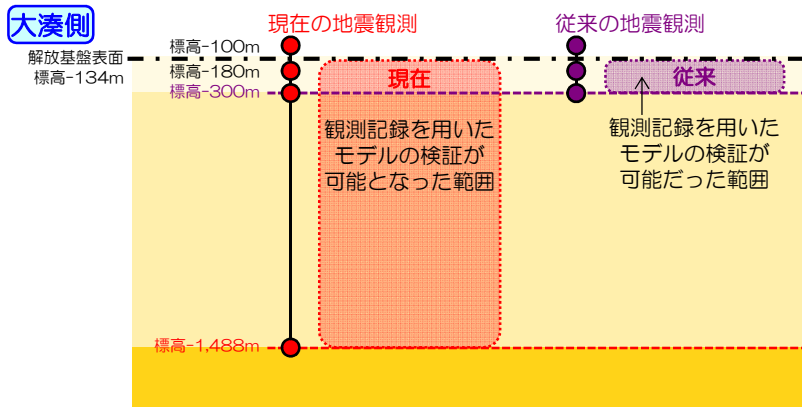 大湊側
現在の地震観測
従来の地震観測
解放基盤表面
標高-134m
標高-100m
標高-180m
標高-300m
現在
従来
観測記録を用いた
モデルの検証が
可能となった範囲
観測記録を用いた
モデルの検証が
可能だった範囲
標高-1,488m